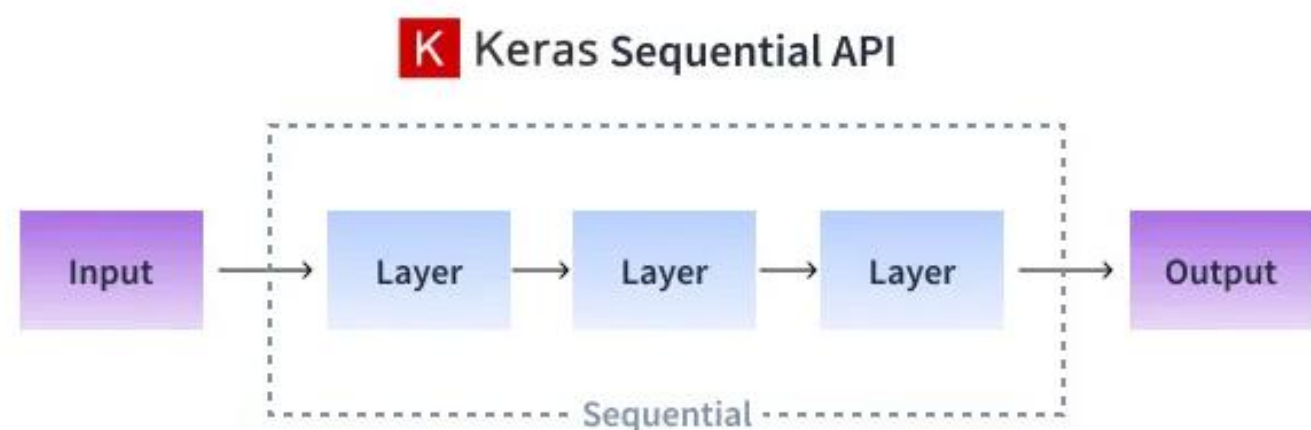 K Keras Sequential API
Input
Layer
Layer
Layer
Output
Sequential